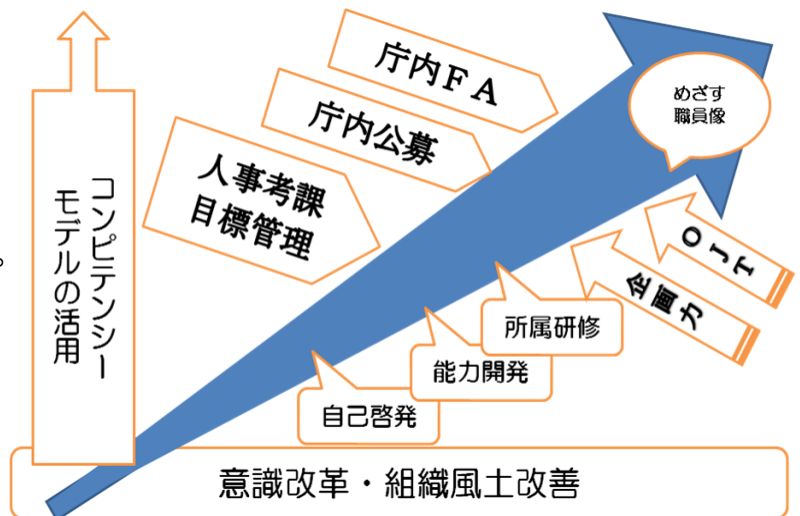 庁内ＦＡ
庁内公募
人事考課
目標管理
めざす
職員像
コンピテンシー
モデルの活用
。
ＯＪＴ
企画力
所属研修
能力開発
自己啓発
意識改革・組織風土改善